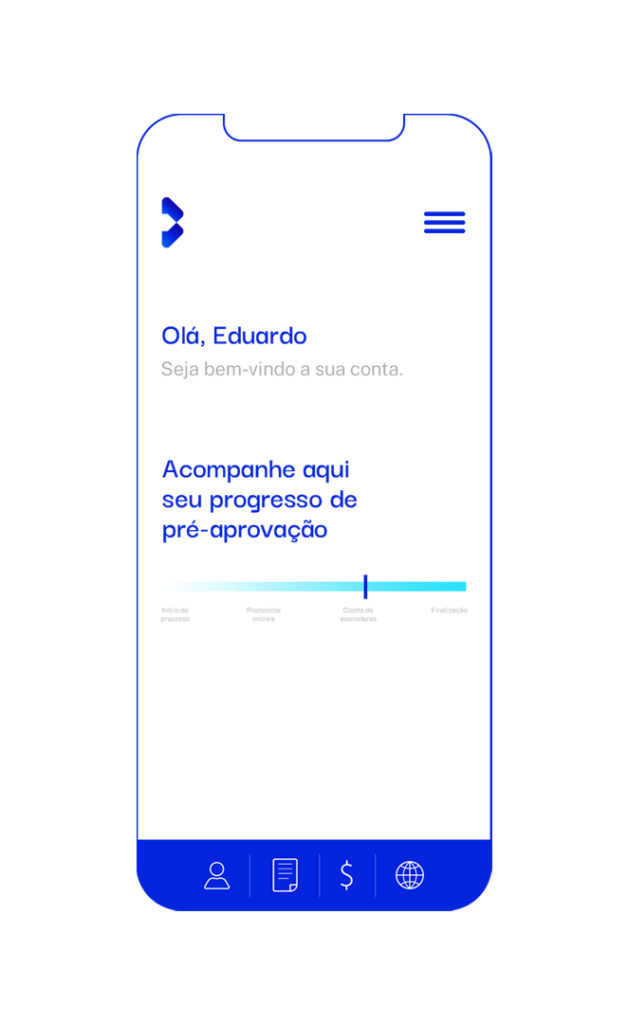 Olá, Eduardo
Seja bem-vindo a sua conta.
Acompanhe aqui
seu progresso de
pré-aprovação
Início do
processo
Protocolos
iniciais
Coleta de
assinaturas
Finalização
$